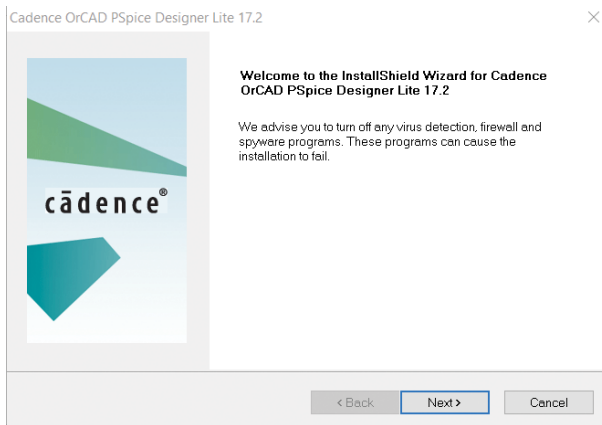 Cadence OrCAD PSpice Designer Lite 17.2
Welcome to the InstallShield Wizard for Cadence
OrCAD PSpice Designer Lite 17.2
We advise you to turn off any virus detection, firewall and
spyware programs. These programs can cause the
installation to fail.
cādence®
< Back
Next >
Cancel